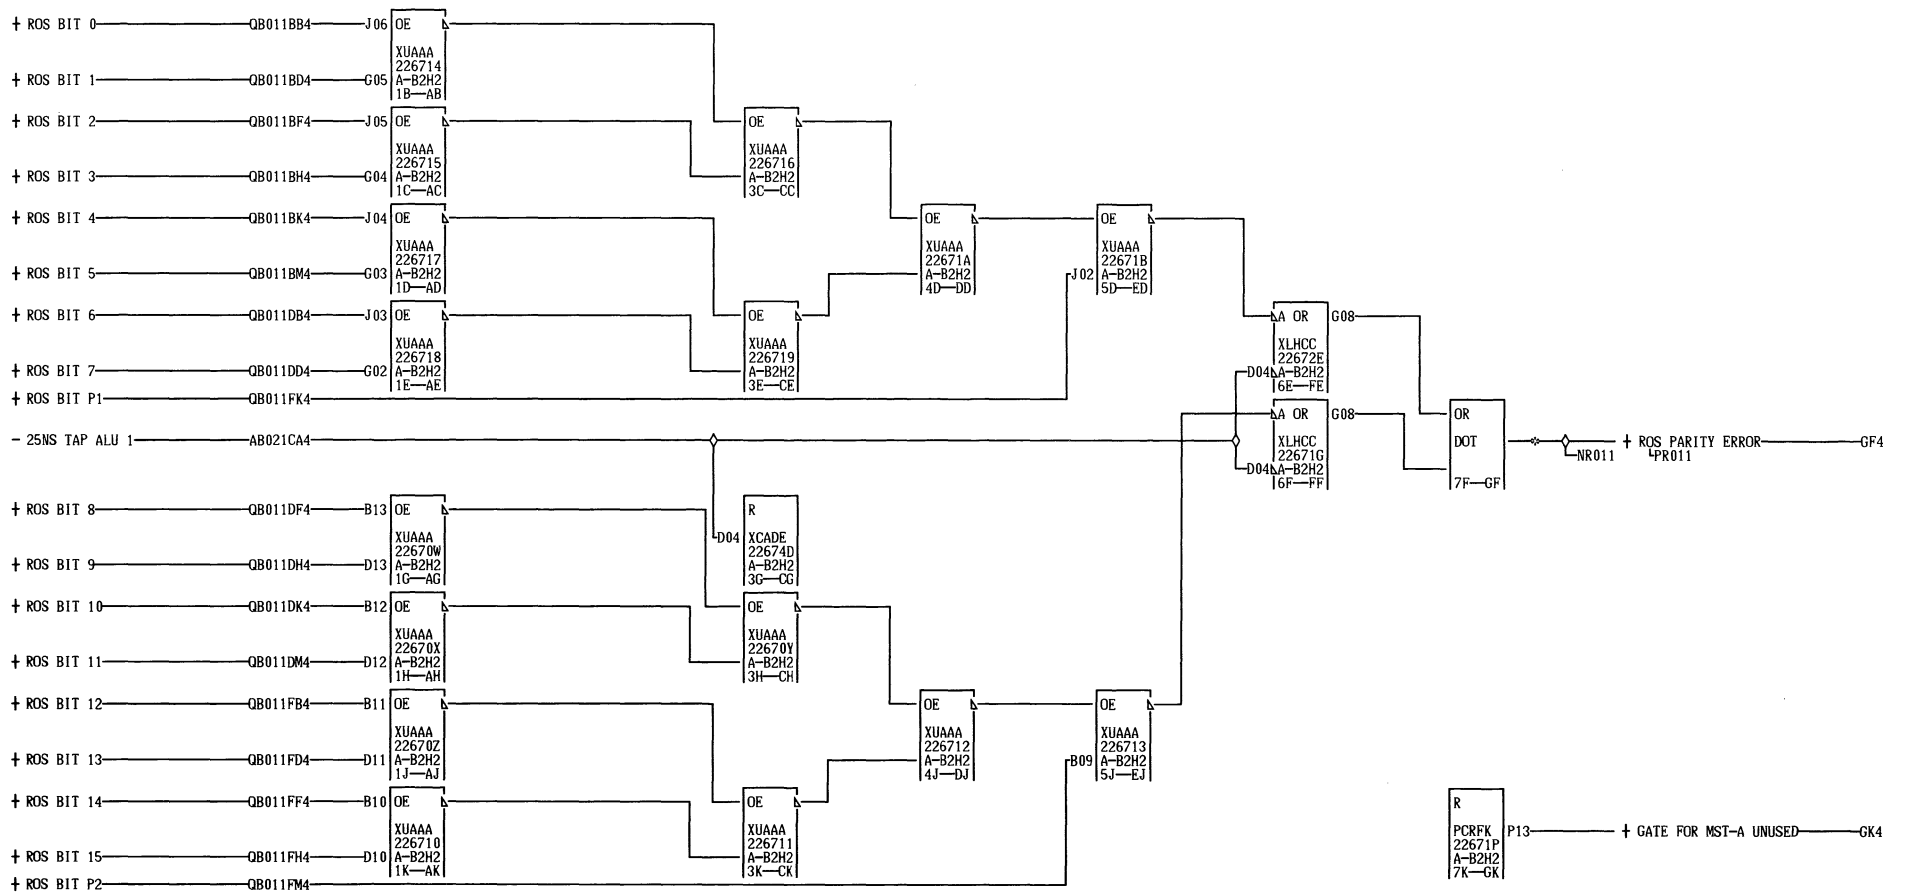 + ROS BIT 0 QB011BB4 J06 OE
XUAAA
226714
+ ROS BIT 1 QB011BD4 G05 A-B2H2
1B—AB
+ ROS BIT 2 QB011BF4 J05 OE
XUAAA
226715
+ ROS BIT 3 QB011BH4 G04 A-B2H2
1C—AC
OE
XUAAA
226716
A-B2H2
3C—CC
+ ROS BIT 4 QB011BK4 J04 OE
XUAAA
226717
+ ROS BIT 5 QB011BM4 G03 A-B2H2
1D—AD
OE
XUAAA
22671A
A-B2H2
4D—DD
OE
XUAAA
22671B
J02 A-B2H2
5D—ED
+ ROS BIT 6 QB011DB4 J03 OE
XUAAA
226718
+ ROS BIT 7 QB011DD4 G02 A-B2H2
1E—AE
OE
XUAAA
226719
A-B2H2
3E—CE
A OR G08
XLHCC
22672E
D04 A-B2H2
6E—FE
+ ROS BIT P1 QB011FK4
- 25NS TAP ALU 1 AB021CA4
A OR G08
XLHCC
22671G
D04 A-B2H2
6F—FF
OR
DOT
7F—GF
+ ROS PARITY ERROR GF4
NR011 PR011
+ ROS BIT 8 QB011DF4 B13 OE
XUAAA
22670W
+ ROS BIT 9 QB011DH4 D13 A-B2H2
1G—AG
R
D04 XCADE
22674D
A-B2H2
3G—CG
+ ROS BIT 10 QB011DK4 B12 OE
XUAAA
22670X
+ ROS BIT 11 QB011DM4 D12 A-B2H2
1H—AH
OE
XUAAA
22670Y
A-B2H2
3H—CH
+ ROS BIT 12 QB011FB4 B11 OE
XUAAA
22670Z
+ ROS BIT 13 QB011FD4 D11 A-B2H2
1J—AJ
OE
XUAAA
226712
A-B2H2
4J—DJ
OE
XUAAA
226713
B09 A-B2H2
5J—EJ
+ ROS BIT 14 QB011FF4 B10 OE
XUAAA
226710
+ ROS BIT 15 QB011FH4 D10 A-B2H2
1K—AK
OE
XUAAA
226711
A-B2H2
3K—CK
R
PCRFK P13 + GATE FOR MST-A UNUSED GK4
22671P
A-B2H2
7K—GK
+ ROS BIT P2 QB011FM4